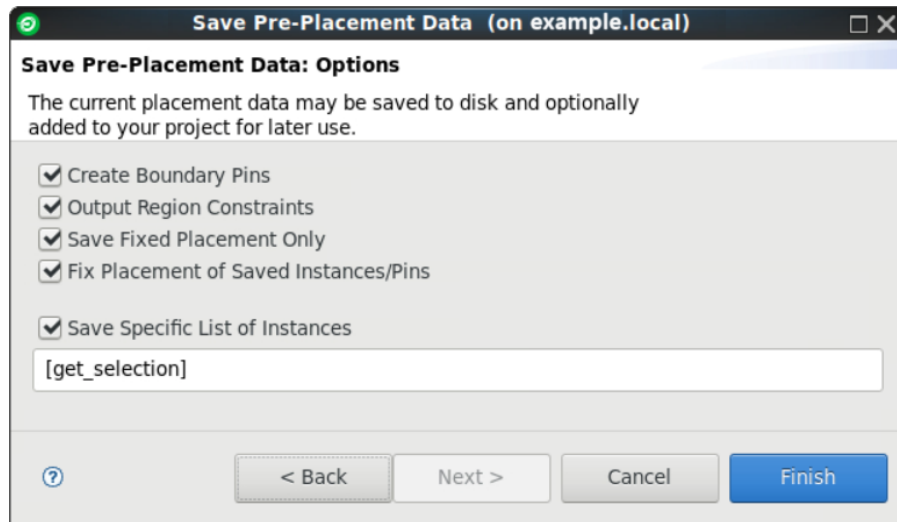 Save Pre-Placement Data (on example.local)
Save Pre-Placement Data: Options
The current placement data may be saved to disk and optionally
added to your project for later use.
Create Boundary Pins
Output Region Constraints
Save Fixed Placement Only
Fix Placement of Saved Instances/Pins
Save Specific List of Instances
[get_selection]
? < Back Next > Cancel Finish